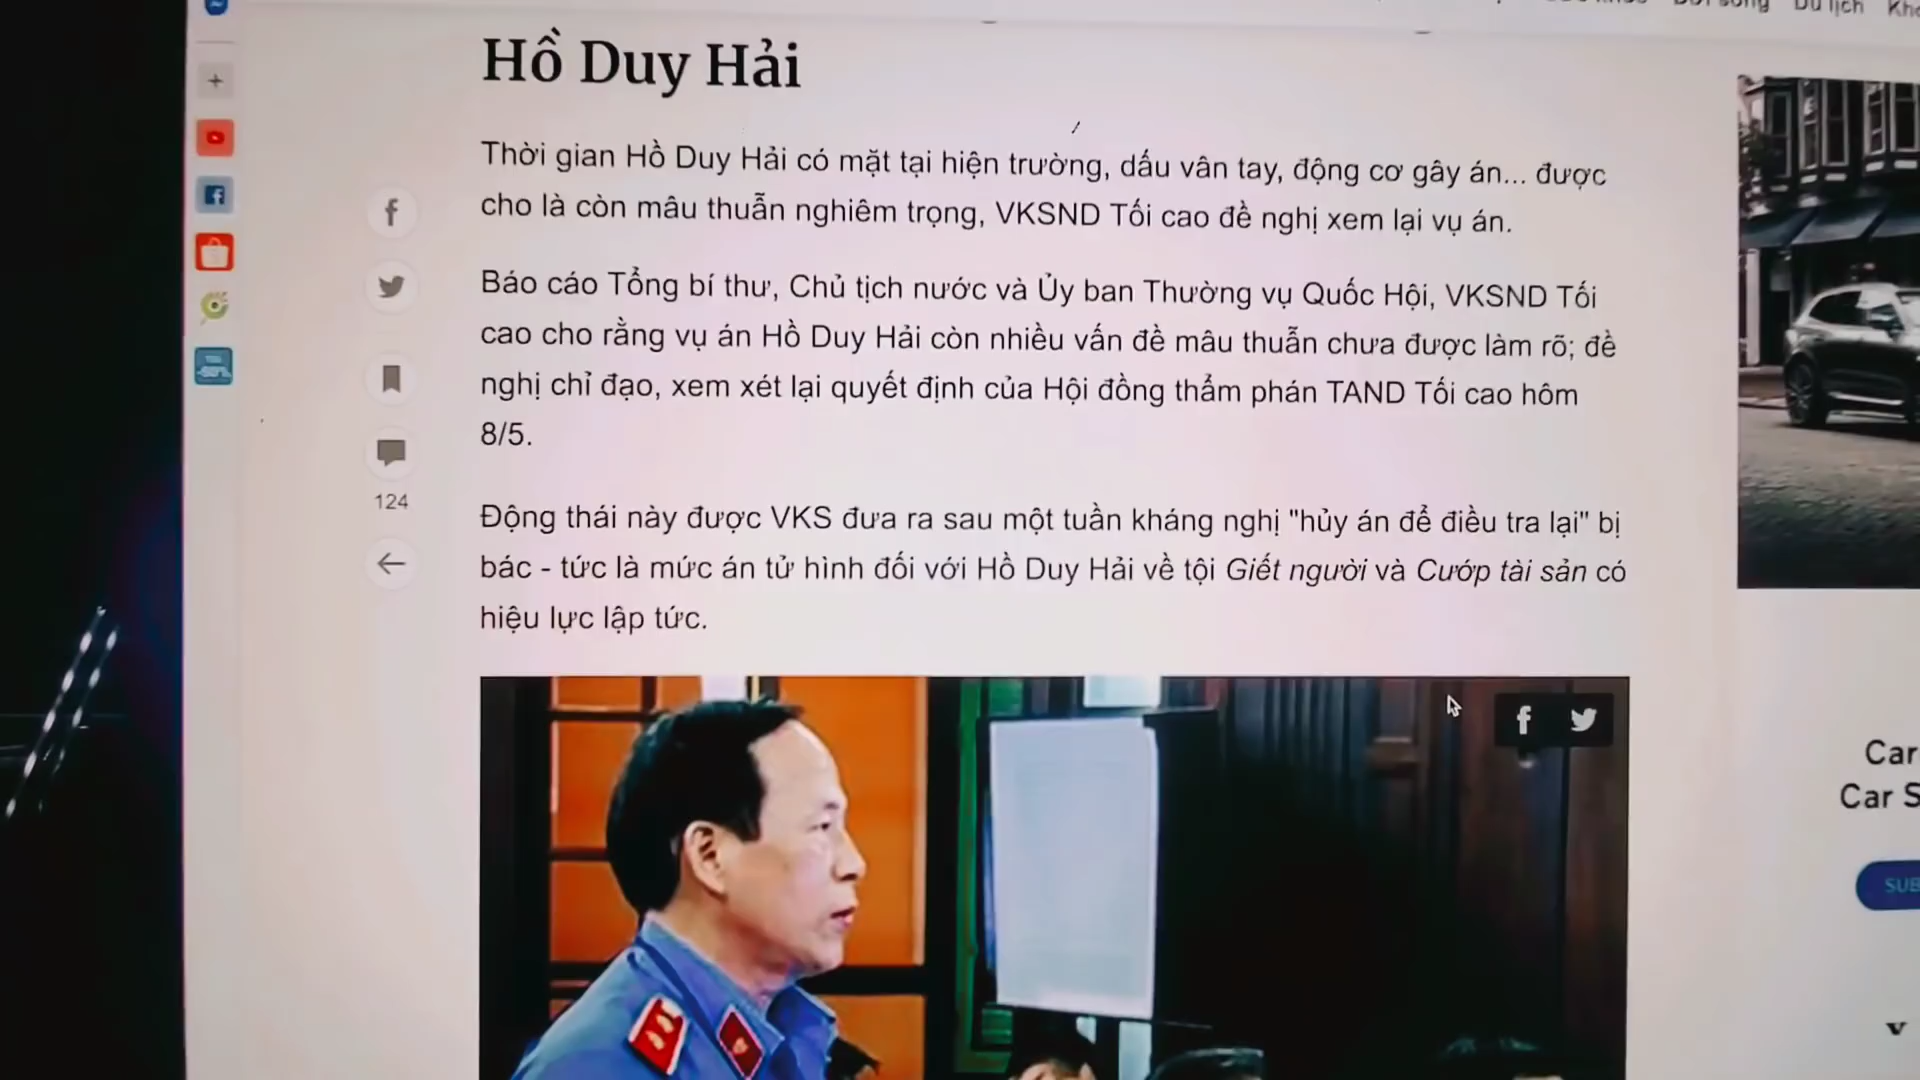 Du lịch
Hồ Duy Hải
Thời gian Hồ Duy Hải có mặt tại hiện trường, dấu vân tay, động cơ gây án... được
cho là còn mâu thuẫn nghiêm trọng, VKSND Tối cao đề nghị xem lại vụ án.
Báo cáo Tổng bí thư, Chủ tịch nước và Ủy ban Thường vụ Quốc Hội, VKSND Tối
cao cho rằng vụ án Hồ Duy Hải còn nhiều vấn đề mâu thuẫn chưa được làm rõ; đề
nghị chỉ đạo, xem xét lại quyết định của Hội đồng thẩm phán TAND Tối cao hôm
8/5.
124
Động thái này được VKS đưa ra sau một tuần kháng nghị "hủy án để điều tra lại" bị
bác - tức là mức án tử hình đối với Hồ Duy Hải về tội Giết người và Cướp tài sản có
hiệu lực lập tức.
Car
Car S
SUB
V